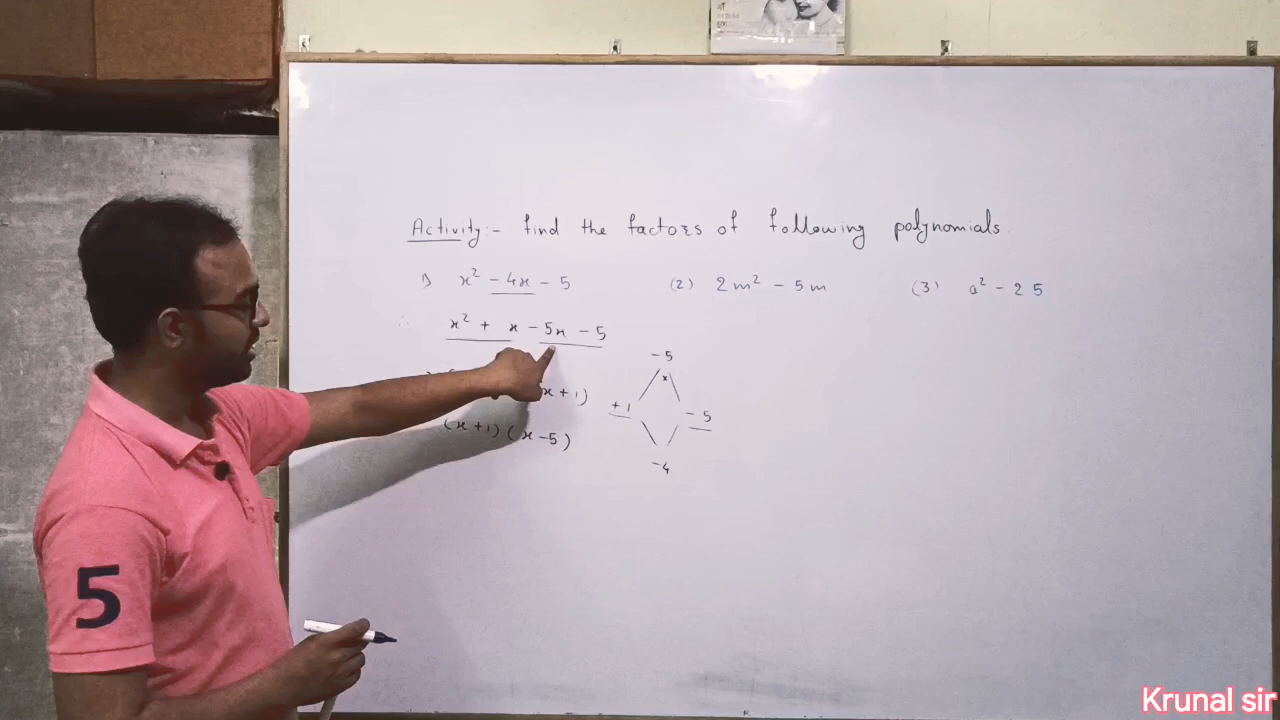 Activity:- find the factors of following polynomials.
1) x² - 4x - 5 (2) 2m² - 5m (3) a² - 25
x² + x - 5x - 5
x + 1)
(x+1) (x-5)
-5
x
+1 -5
-4
5
Krunal sir